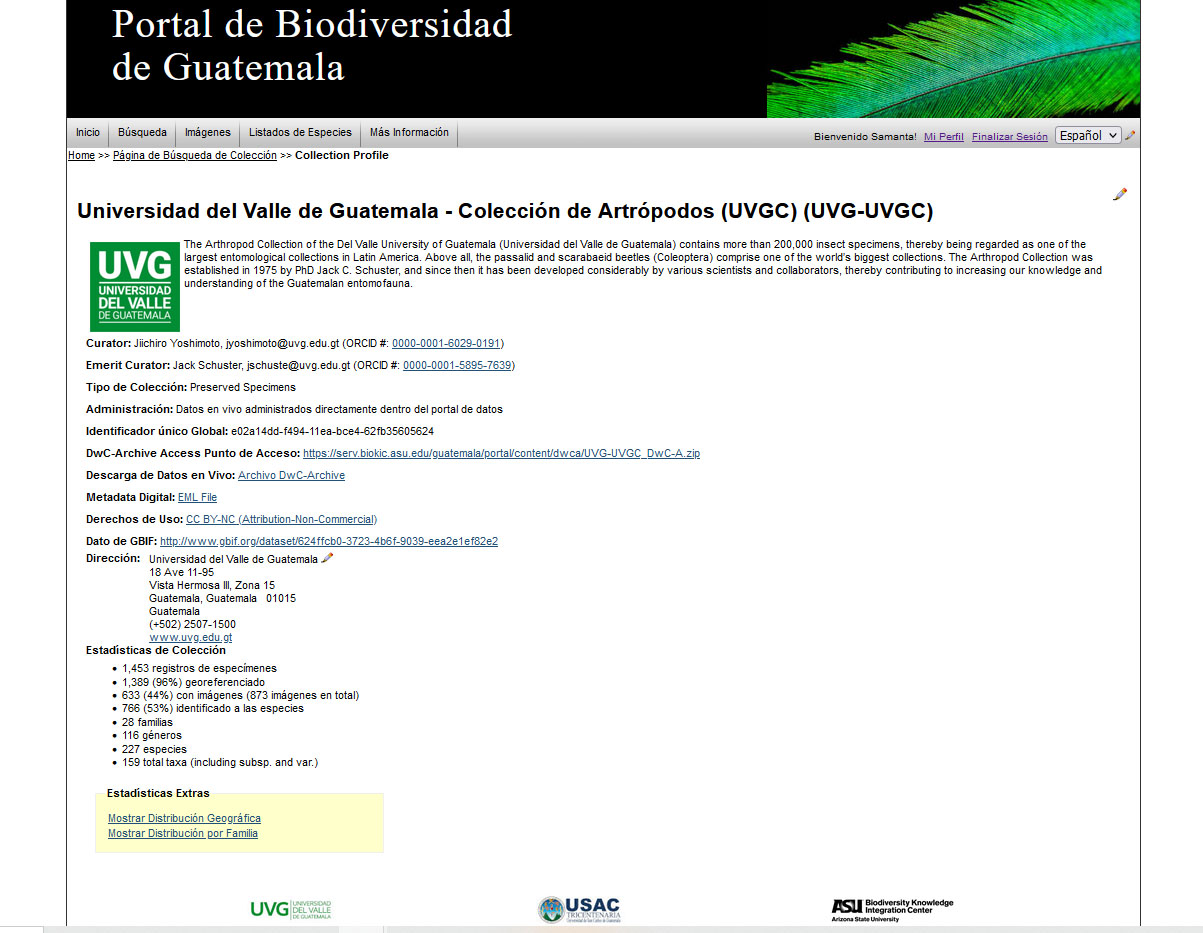 Portal de Biodiversidad
de Guatemala
Inicio Búsqueda Imágenes Listados de Especies Más Información Bienvenido Samanta! Mi Perfil Finalizar Sesión Español
Home >> Página de Búsqueda de Colección >> Collection Profile
Universidad del Valle de Guatemala - Colección de Artrópodos (UVGC) (UVG-UVGC)
UVG
UNIVERSIDAD
DEL VALLE
DE GUATEMALA
The Arthropod Collection of the Del Valle University of Guatemala (Universidad del Valle de Guatemala) contains more than 200,000 insect specimens, thereby being regarded as one of the
largest entomological collections in Latin America. Above all, the passalid and scarabaeid beetles (Coleoptera) comprise one of the world's biggest collections. The Arthropod Collection was
established in 1975 by PhD Jack C. Schuster, and since then it has been developed considerably by various scientists and collaborators, thereby contributing to increasing our knowledge and
understanding of the Guatemalan entomofauna.
Curator: Jiichiro Yoshimoto, jyoshimoto@uvg.edu.gt (ORCID #: 0000-0001-6029-0191)
Emerit Curator: Jack Schuster, jschuste@uvg.edu.gt (ORCID #: 0000-0001-5895-7639)
Tipo de Colección: Preserved Specimens
Administración: Datos en vivo administrados directamente dentro del portal de datos
Identificador único Global: e02a14dd-f494-11ea-bce4-62fb35605624
DwC-Archive Access Punto de Acceso: https://serv.biokic.asu.edu/guatemala/portal/content/dwca/UVG-UVGC_DwC-A.zip
Descarga de Datos en Vivo: Archivo DwC-Archive
Metadata Digital: EML File
Derechos de Uso: CC BY-NC (Attribution-Non-Commercial)
Dato de GBIF: http://www.gbif.org/dataset/624ffcb0-3723-4b6f-9039-eea2e1ef82e2
Dirección: Universidad del Valle de Guatemala
18 Ave 11-95
Vista Hermosa III, Zona 15
Guatemala, Guatemala 01015
Guatemala
(+502) 2507-1500
www.uvg.edu.gt
Estadísticas de Colección
• 1,453 registros de especímenes
• 1,389 (96%) georeferenciado
• 633 (44%) con imágenes (873 imágenes en total)
• 766 (53%) identificado a las especies
• 28 familias
• 116 géneros
• 227 especies
• 159 total taxa (including subsp. and var.)
Estadísticas Extras
Mostrar Distribución Geográfica
Mostrar Distribución por Familia
UVG UNIVERSIDAD
DEL VALLE
DE GUATEMALA
USAC
TRICENTENARIA
Universidad de San Carlos de Guatemala
ASU Biodiversity Knowledge
Integration Center
Arizona State University